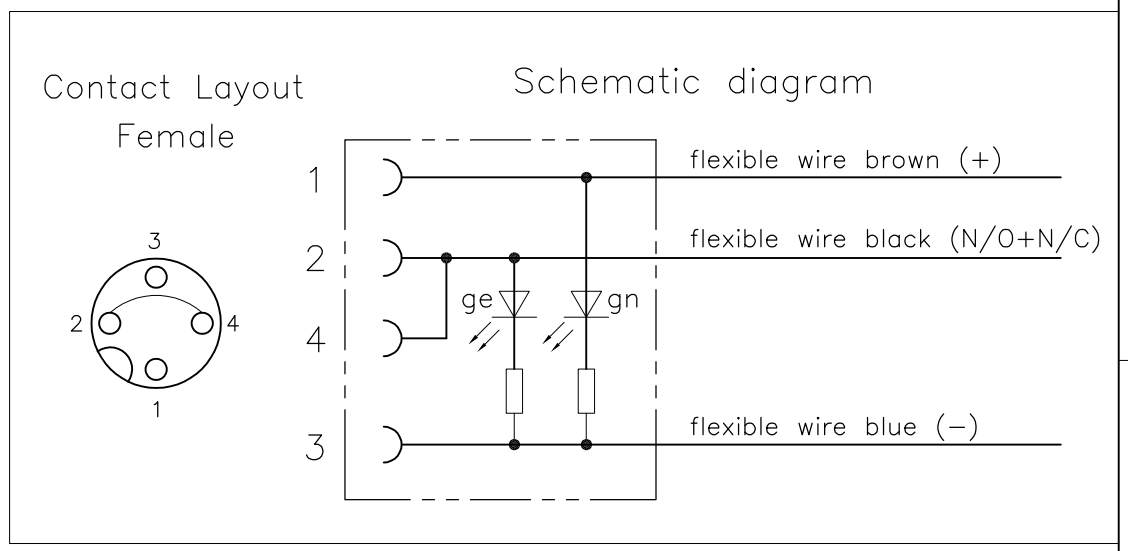 Contact Layout
Female
Schematic diagram
3
2
4
1
1
flexible wire brown (+)
2
flexible wire black (N/O+N/C)
ge
gn
4
3
flexible wire blue (−)